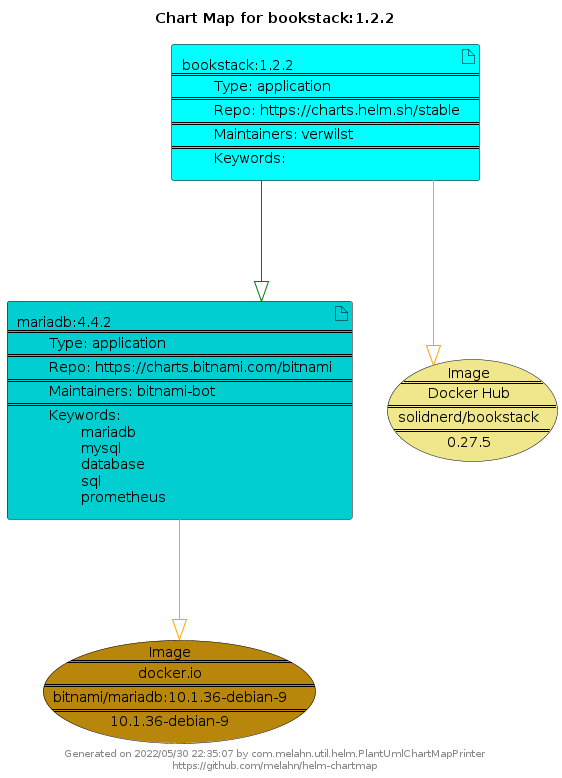 Chart Map for bookstack:1.2.2
bookstack:1.2.2
Type: application
Repo: https://charts.helm.sh/stable
Maintainers: verwilst
Keywords:
mariadb:4.4.2
Type: application
Repo: https://charts.bitnami.com/bitnami
Maintainers: bitnami-bot
Keywords:
mariadb
mysql
database
sql
prometheus
Image
Docker Hub
solidnerd/bookstack
0.27.5
Image
docker.io
bitnami/mariadb:10.1.36-debian-9
10.1.36-debian-9
Generated on 2022/05/30 22:35:07 by com.melahn.util.helm.PlantUmlChartMapPrinter
https://github.com/melahn/helm-chartmap